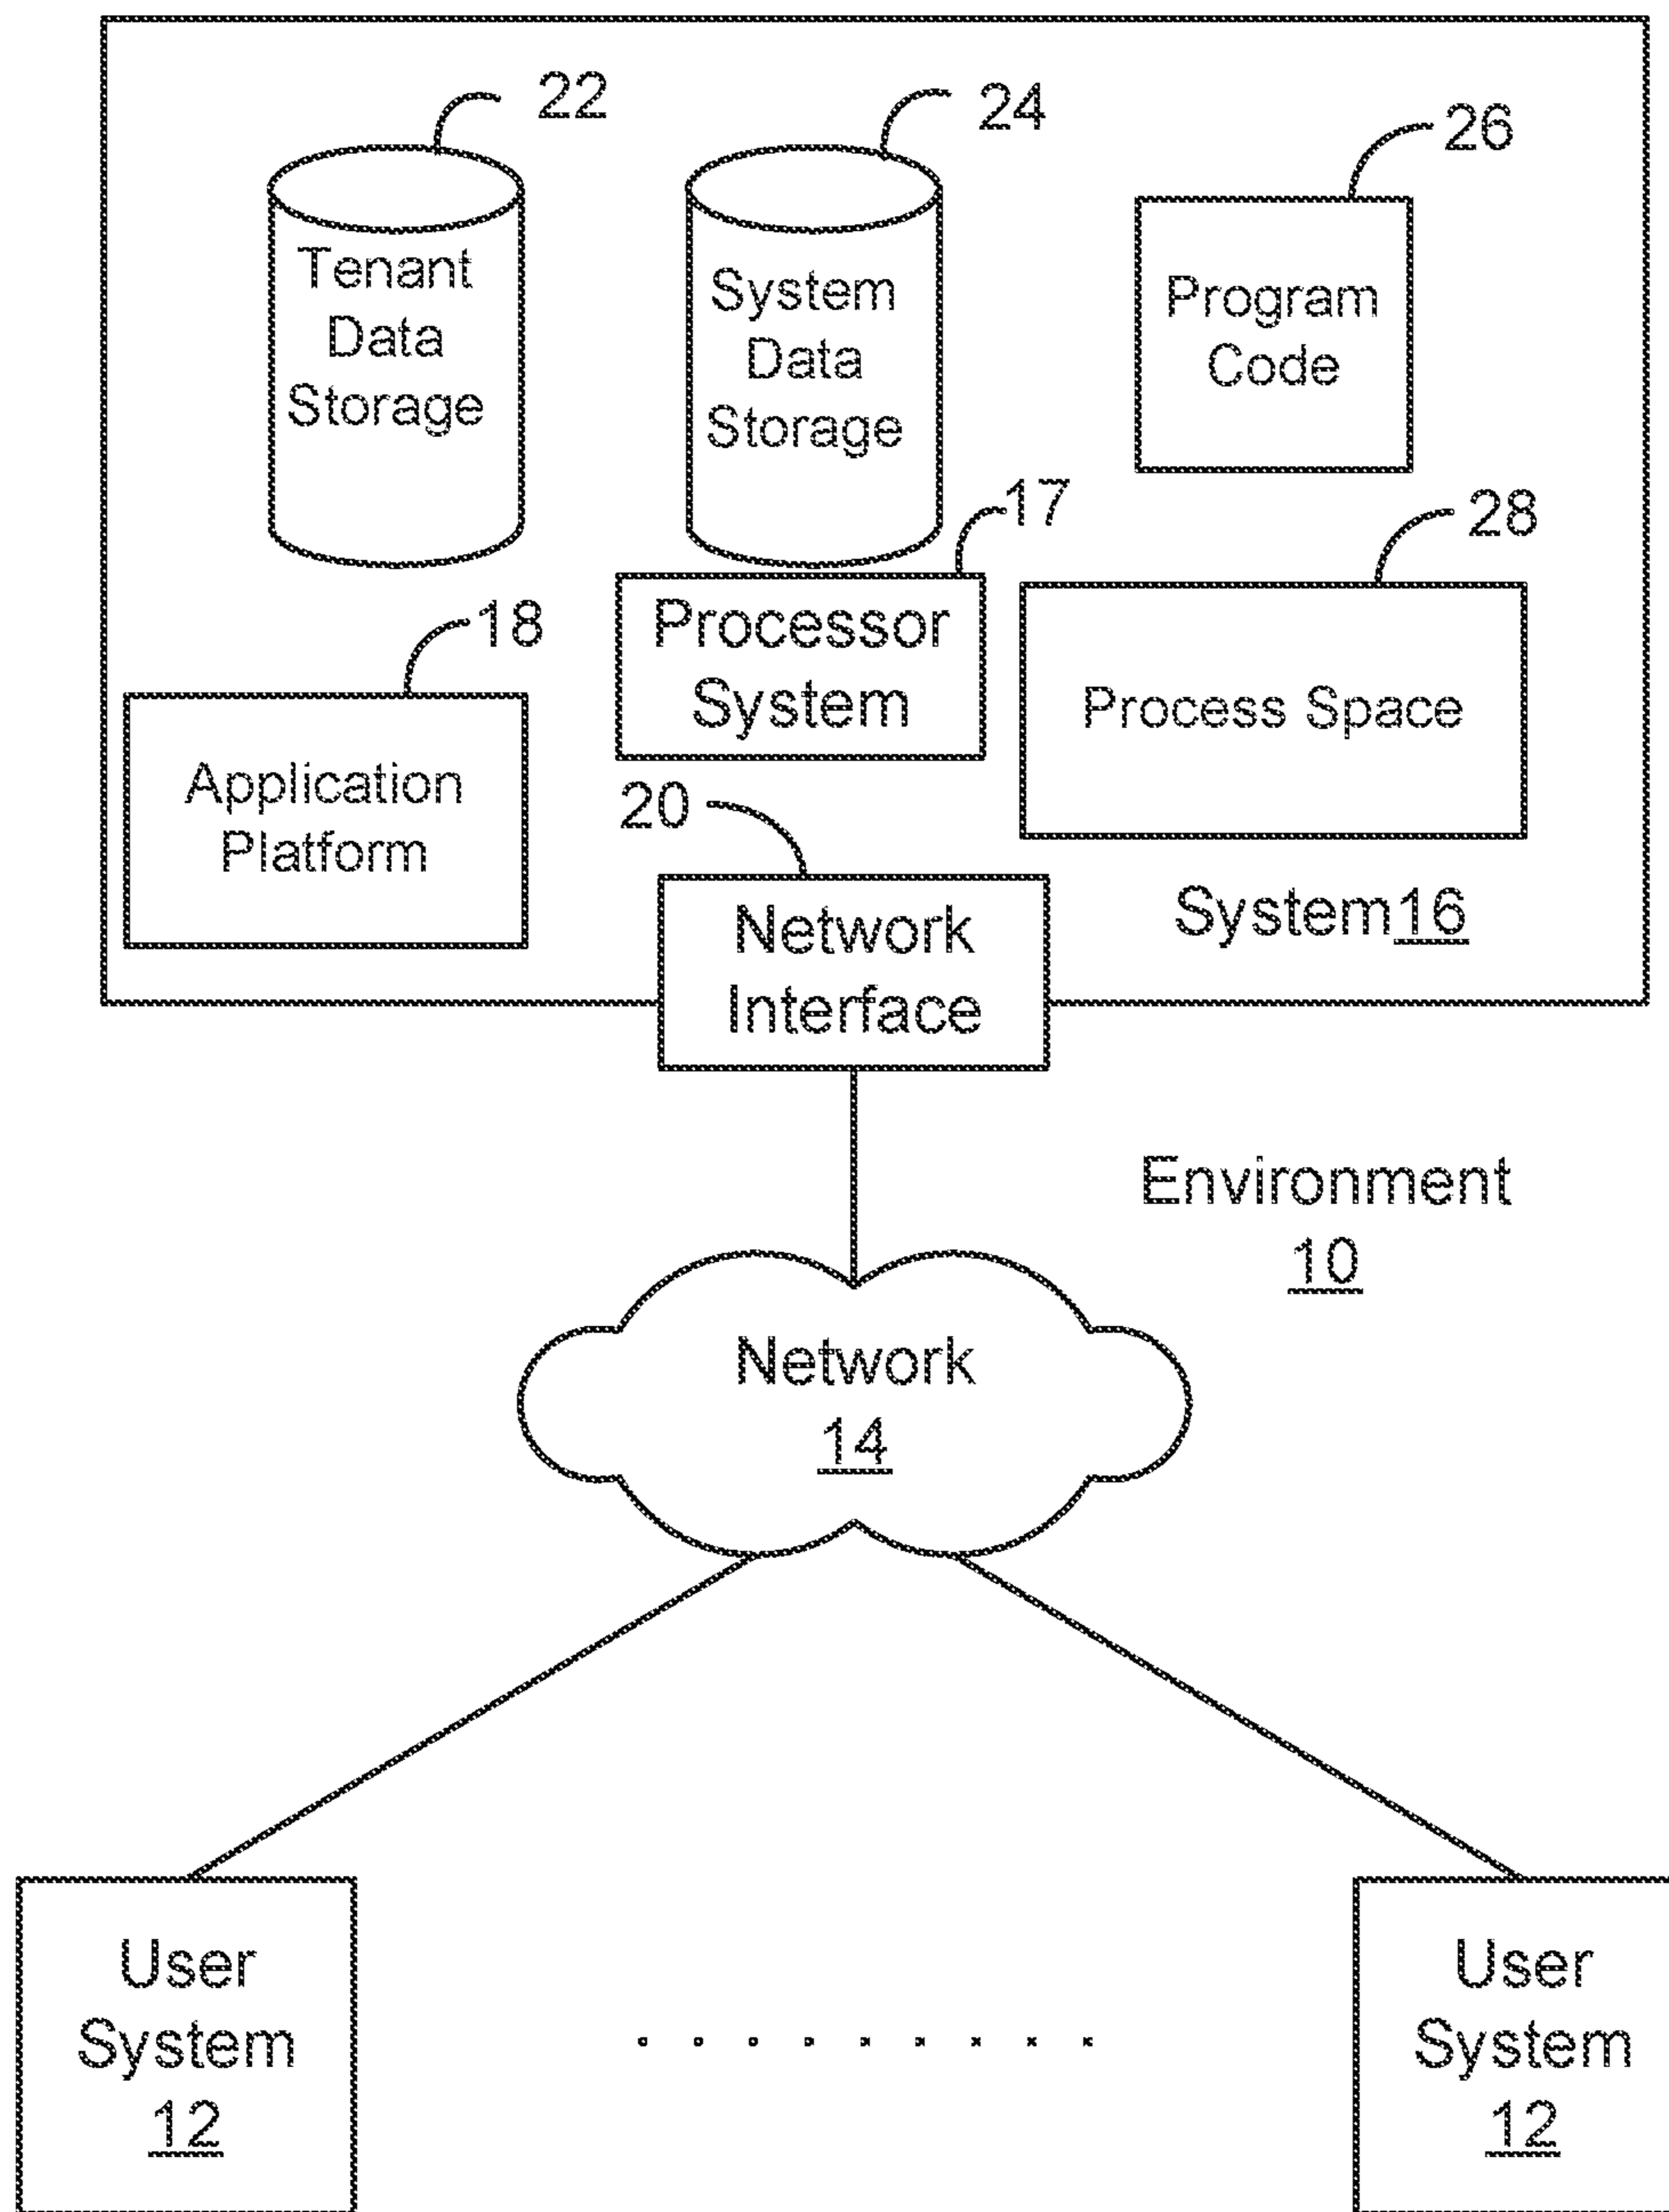 22
24
26
Tenant
Data
Storage
System
Data
Storage
Program
Code
17
28
18
Processor
System
Process Space
Application
Platform
20
System16
Network
Interface
Environment
10
Network
14
User
System
12
User
System
12